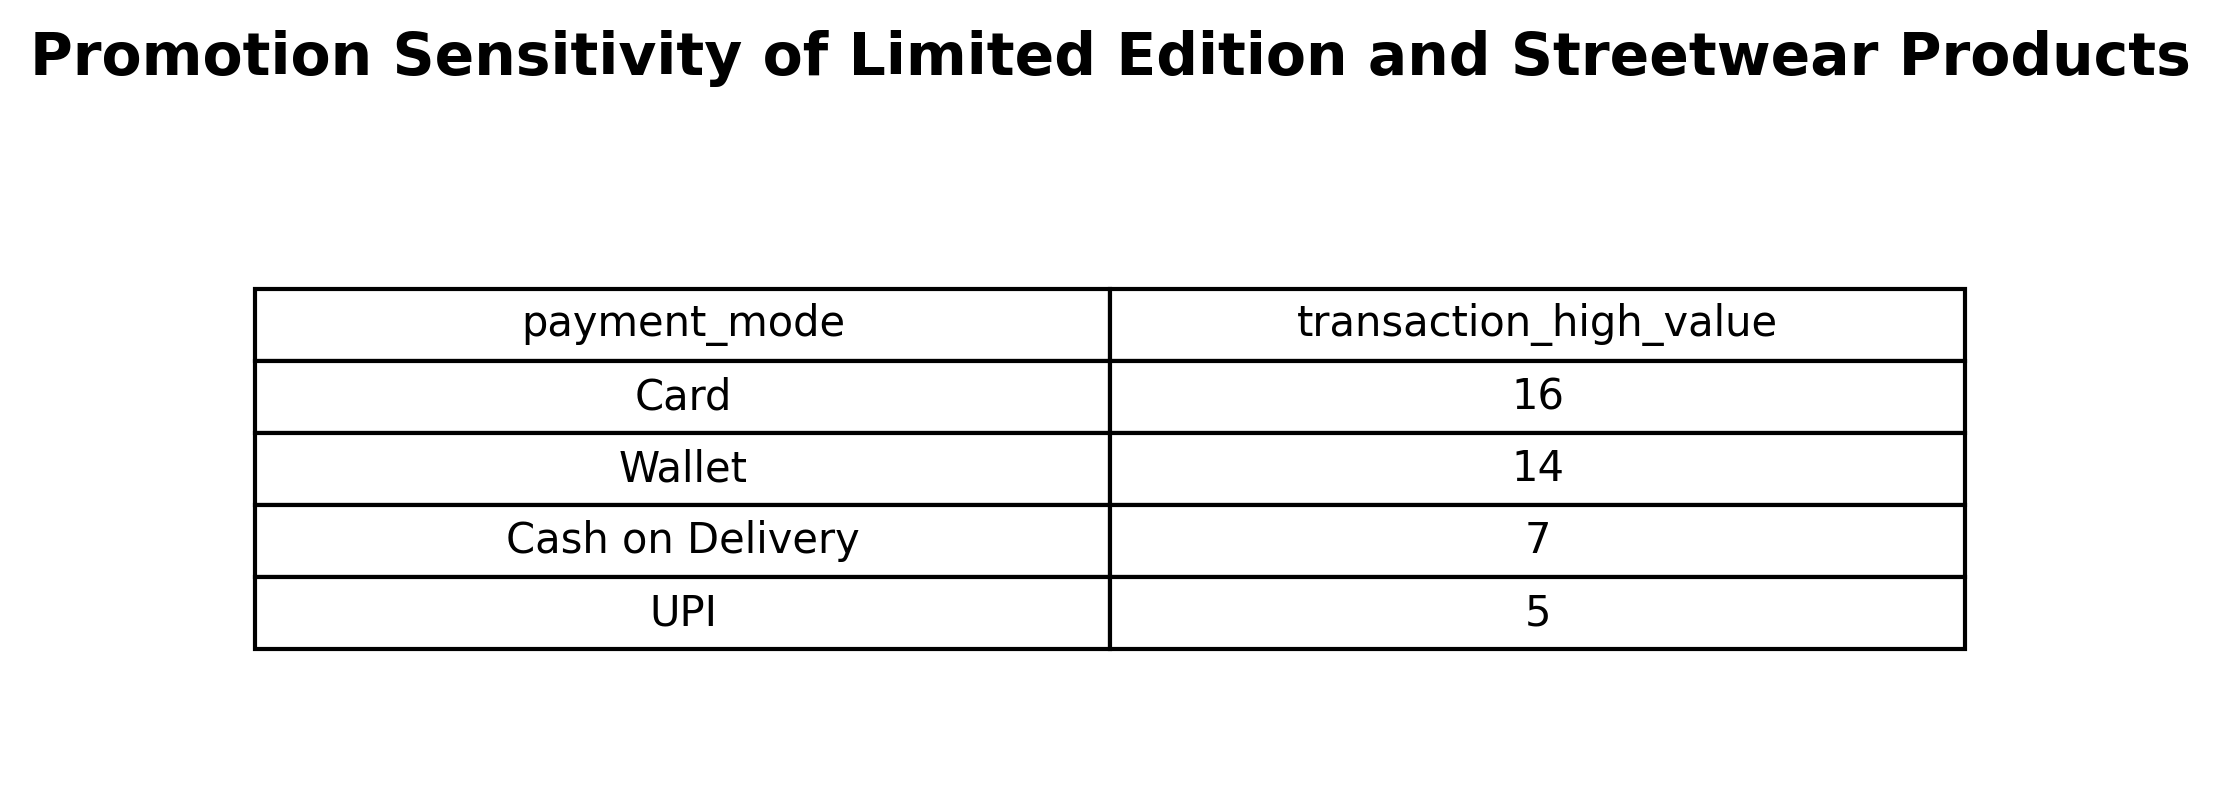 Promotion Sensitivity of Limited Edition and Streetwear Products
payment_mode transaction_high_value
Card 16
Wallet 14
Cash on Delivery 7
UPI 5